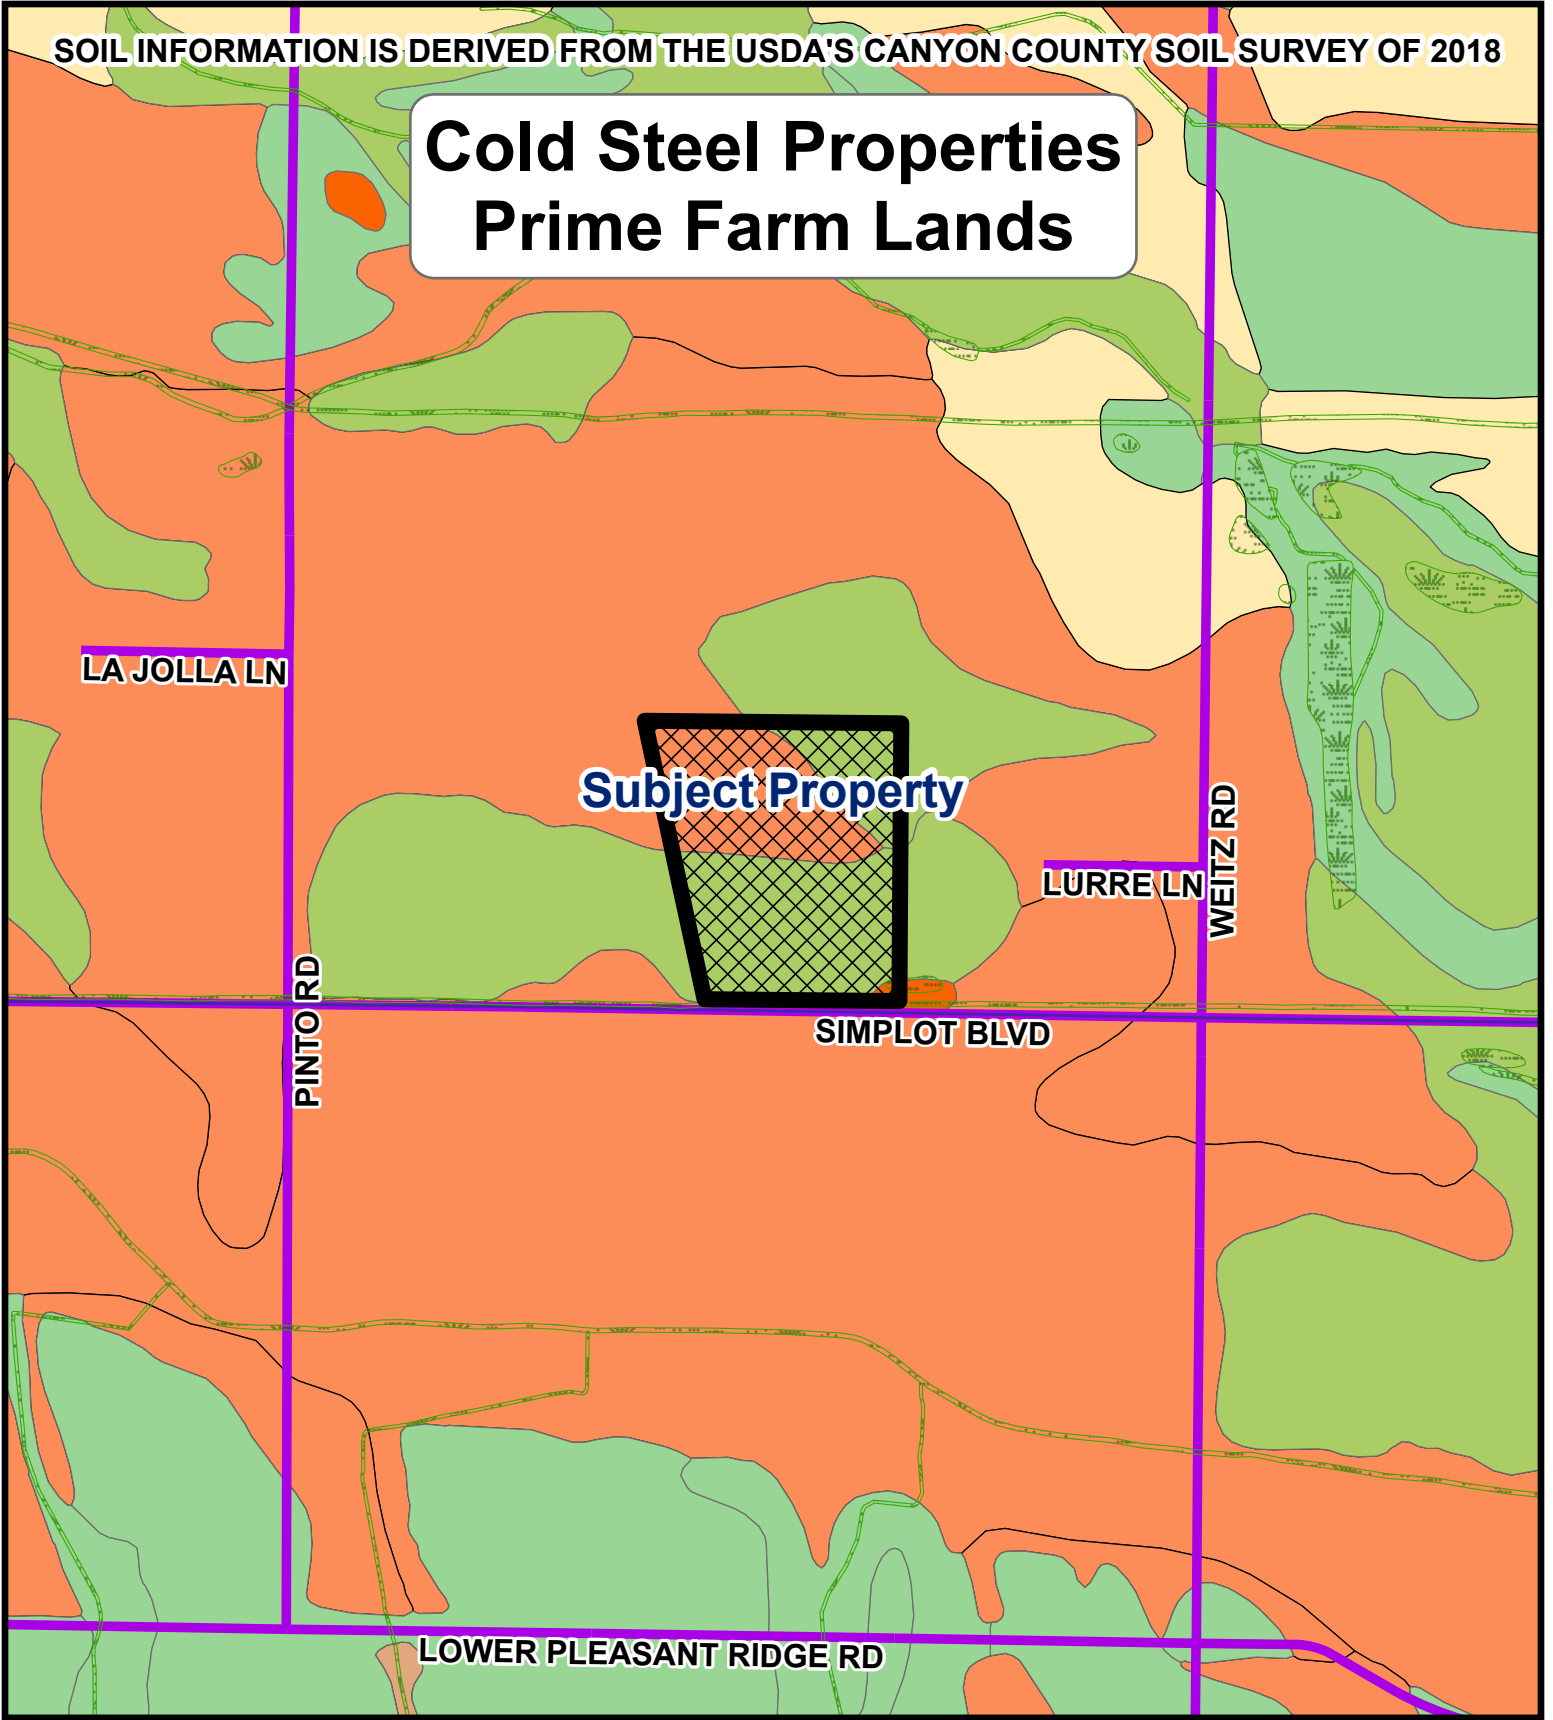 SOIL INFORMATION IS DERIVED FROM THE USDA'S CANYON COUNTY SOIL SURVEY OF 2018
Cold Steel Properties
Prime Farm Lands
LA JOLLA LN
Subject Property
WEITZ RD
LURRE LN
PINTO RD
SIMPLOT BLVD
LOWER PLEASANT RIDGE RD